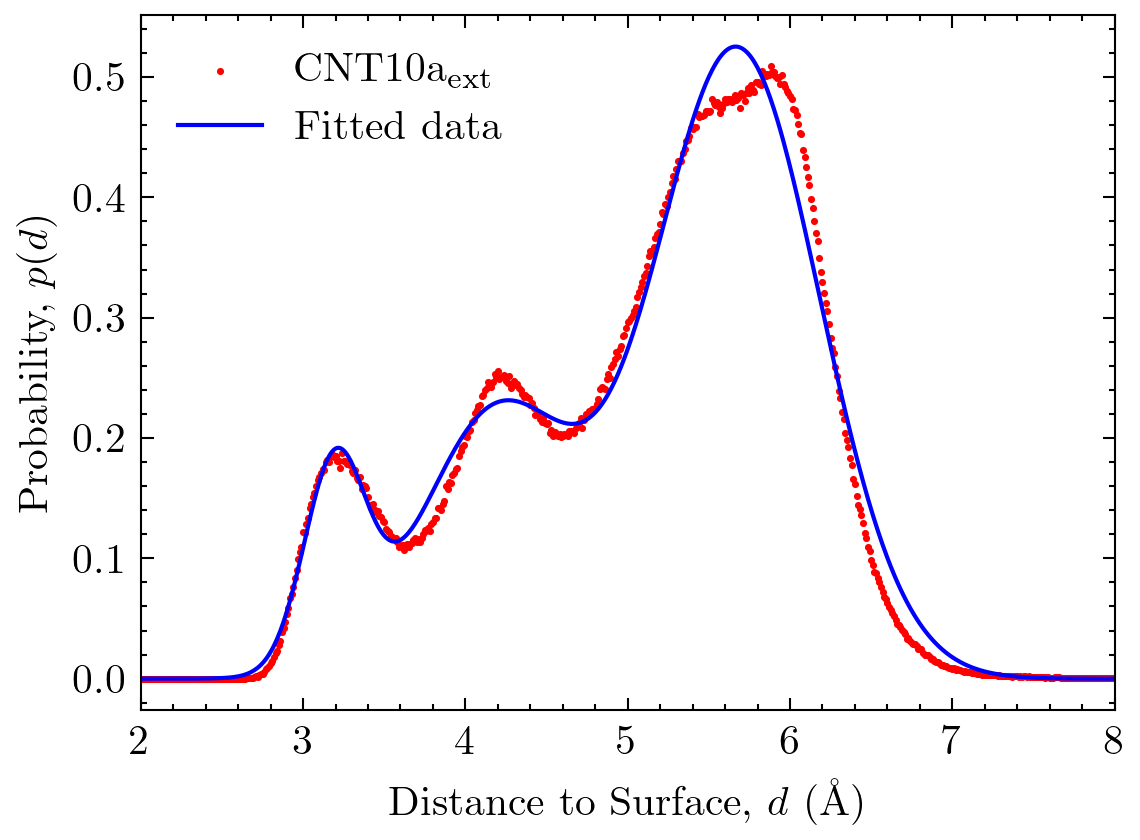 CNT10a_ext
Fitted data
Probability, p(d)
0.5
0.4
0.3
0.2
0.1
0.0
2 3 4 5 6 7 8
Distance to Surface, d (Å)